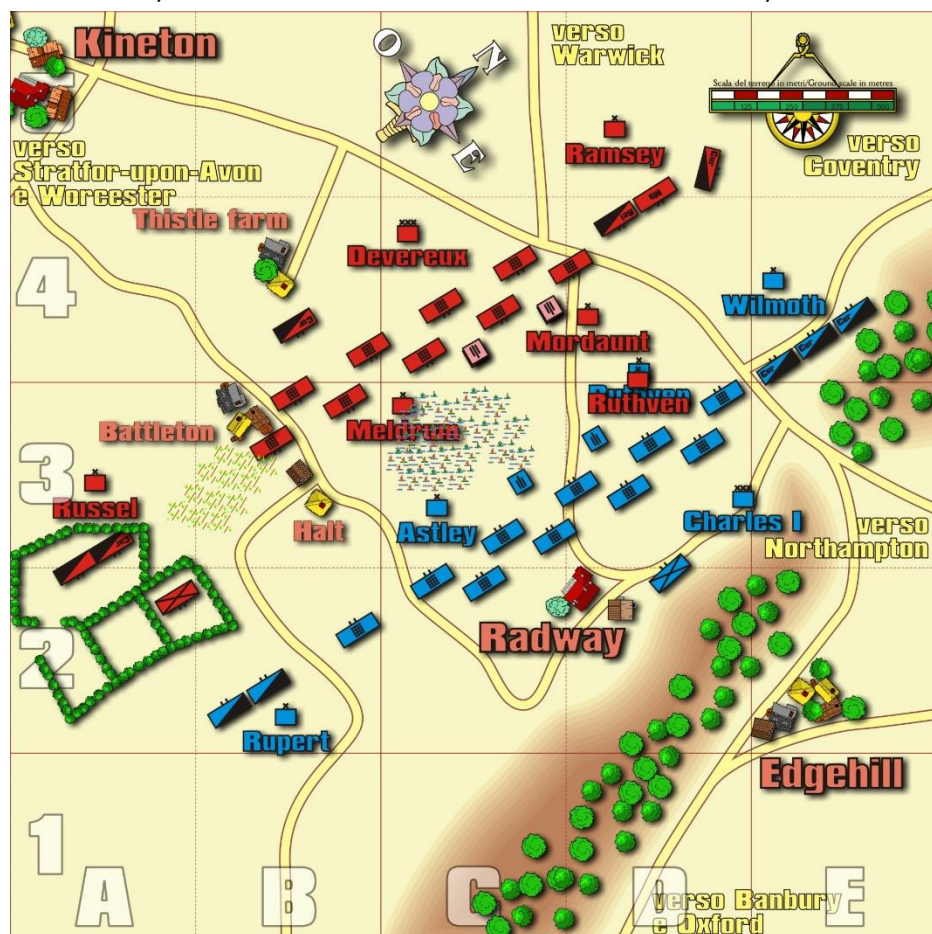 Kineton
O
N
E
verso
Warwick
Scala del terreno in metri/Ground scale in metres
125 250 375 500
verso
Coventry
5
verso
Stratfor-upon-Avon
e Worcester
Ramsey
Thistle farm
Devereux
4
Wilmoth
Mordaunt
Ruthven
Ruthven
Battleton
Meldrum
3
Russel
Halt
Astley
Charles I
verso
Northampton
2
Radway
Rupert
Edgehill
1
A B C D E
verso Banbury
e Oxford